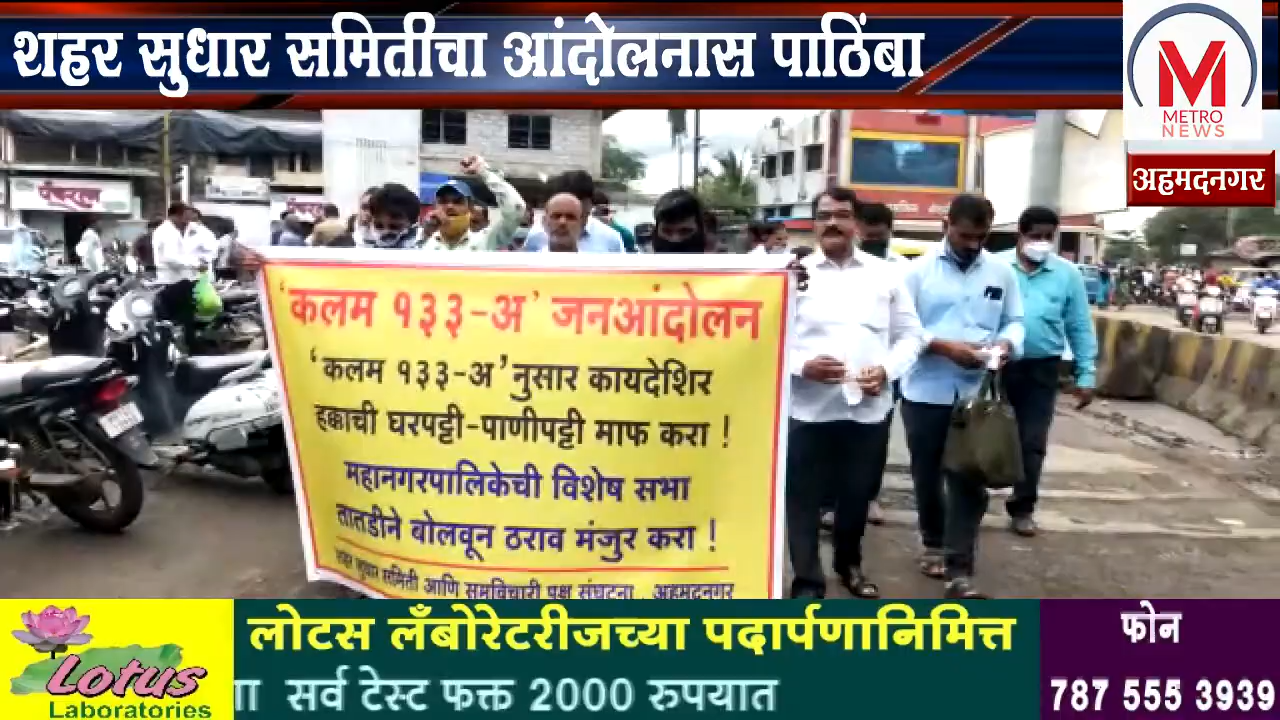 शहर सुधार समितीचा आंदोलनास पाठिंबा
M
METRO
NEWS
अहमदनगर
'कलम १३३-अ' जनआंदोलन
'कलम १३३-अ' नुसार कायदेशिर
हक्काची घरपट्टी-पाणीपट्टी माफ करा !
महानगरपालिकेची विशेष सभा
तातडीने बोलवून ठराव मंजुर करा !
शहर सुधार समिती आणि समविचारी पक्ष संघटना, अहमदनगर
लोटस लॅंबोरेटरीजच्या पदार्पणानिमित्त
सर्व टेस्ट फक्त 2000 रुपयात
Lotus
Laboratories
फोन
787 555 3939